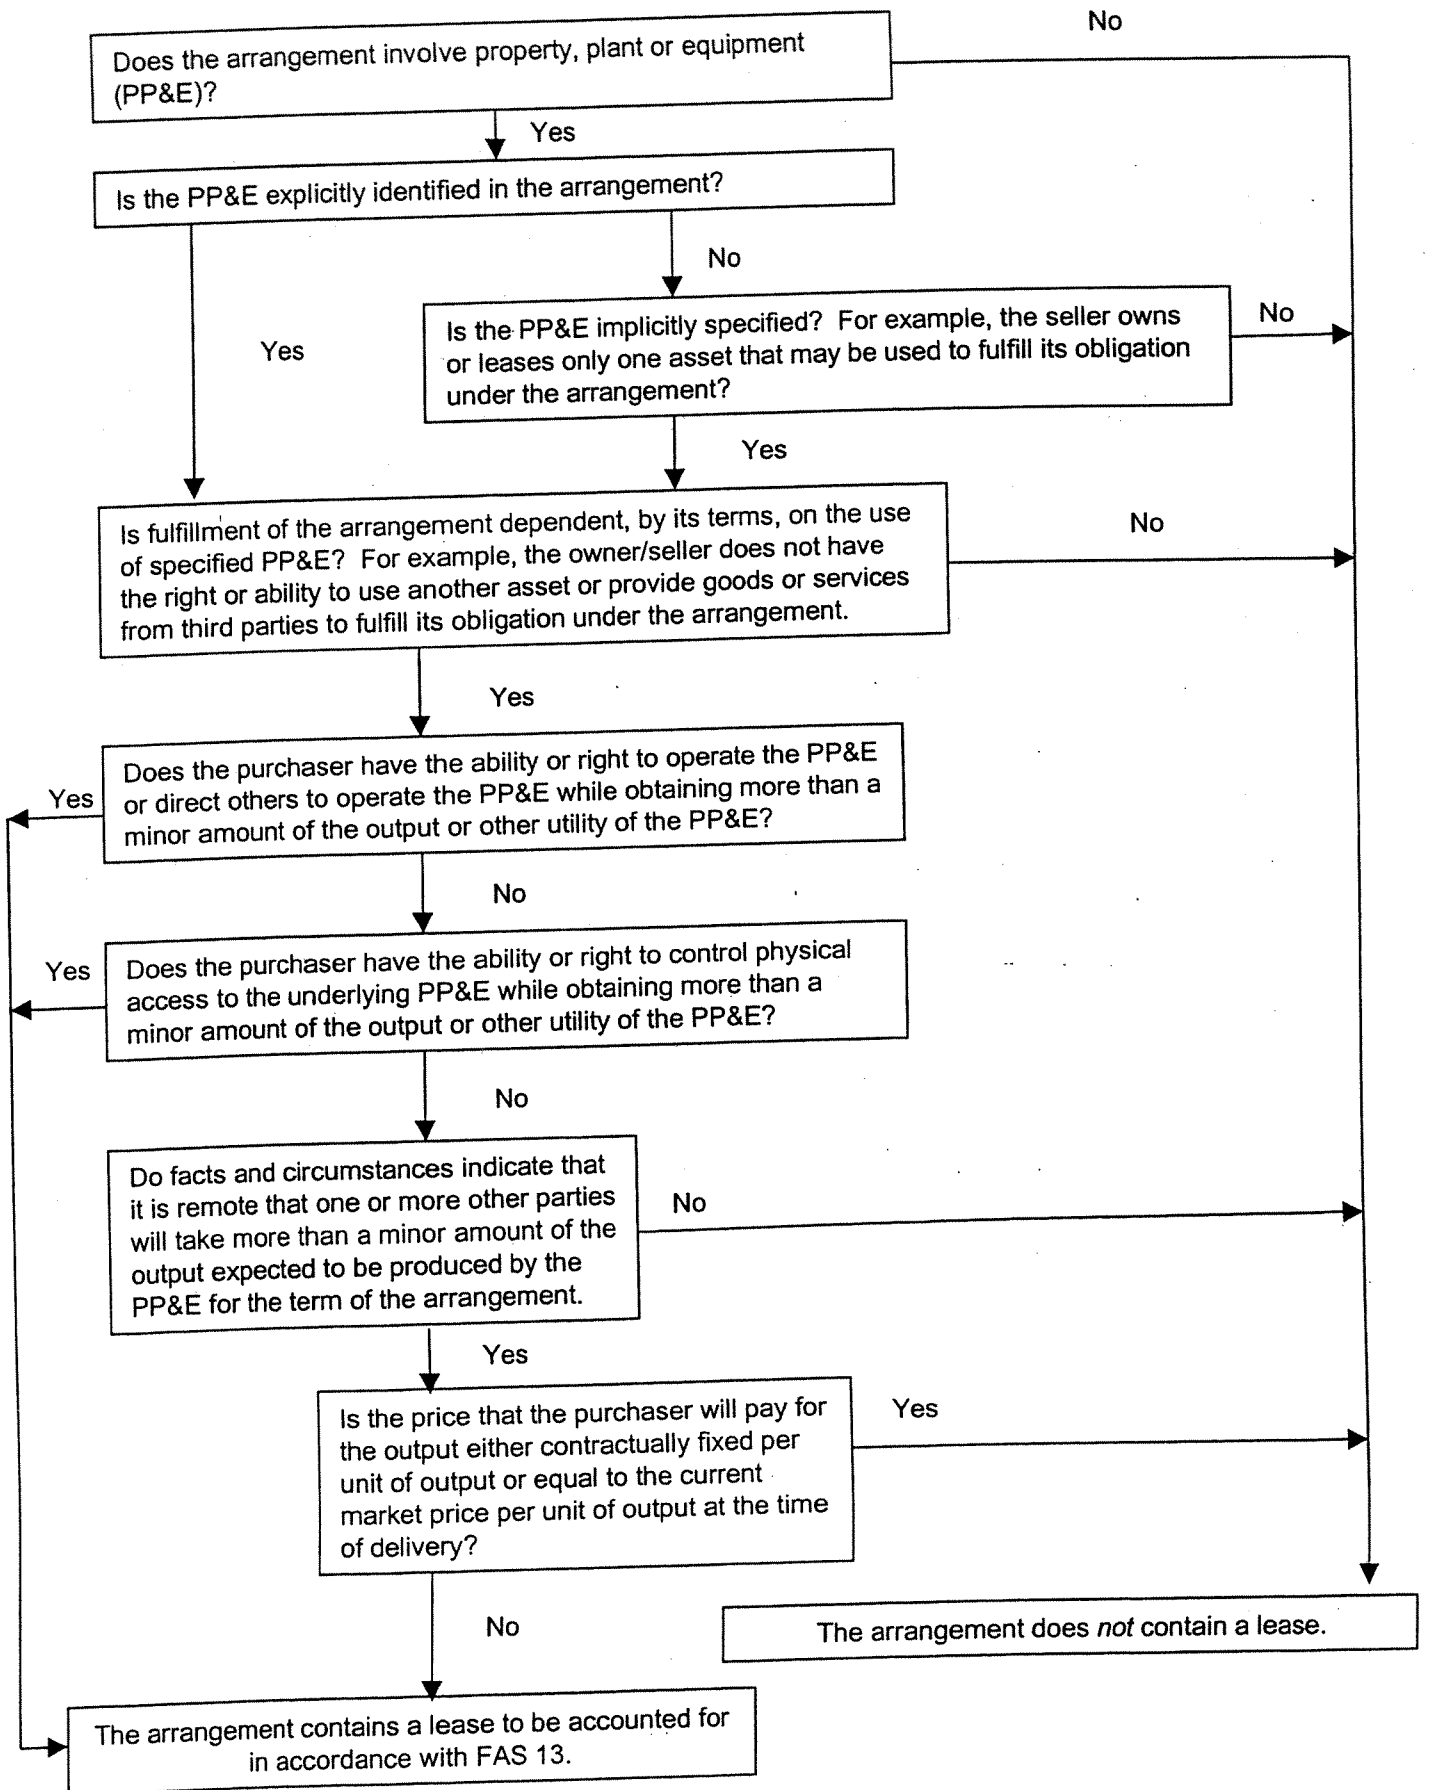 No
Does the arrangement involve property, plant or equipment
(PP&E)?
Yes
Is the PP&E explicitly identified in the arrangement?
No
Is the PP&E implicitly specified? For example, the seller owns
or leases only one asset that may be used to fulfill its obligation
under the arrangement?
No
Yes
Yes
Is fulfillment of the arrangement dependent, by its terms, on the use
of specified PP&E? For example, the owner/seller does not have
the right or ability to use another asset or provide goods or services
from third parties to fulfill its obligation under the arrangement.
No
Yes
Does the purchaser have the ability or right to operate the PP&E
or direct others to operate the PP&E while obtaining more than a
minor amount of the output or other utility of the PP&E?
Yes
No
Does the purchaser have the ability or right to control physical
access to the underlying PP&E while obtaining more than a
minor amount of the output or other utility of the PP&E?
Yes
No
Do facts and circumstances indicate that
it is remote that one or more other parties
will take more than a minor amount of the
output expected to be produced by the
PP&E for the term of the arrangement.
No
Yes
Is the price that the purchaser will pay for
the output either contractually fixed per
unit of output or equal to the current
market price per unit of output at the time
of delivery?
Yes
No
The arrangement does not contain a lease.
The arrangement contains a lease to be accounted for
in accordance with FAS 13.